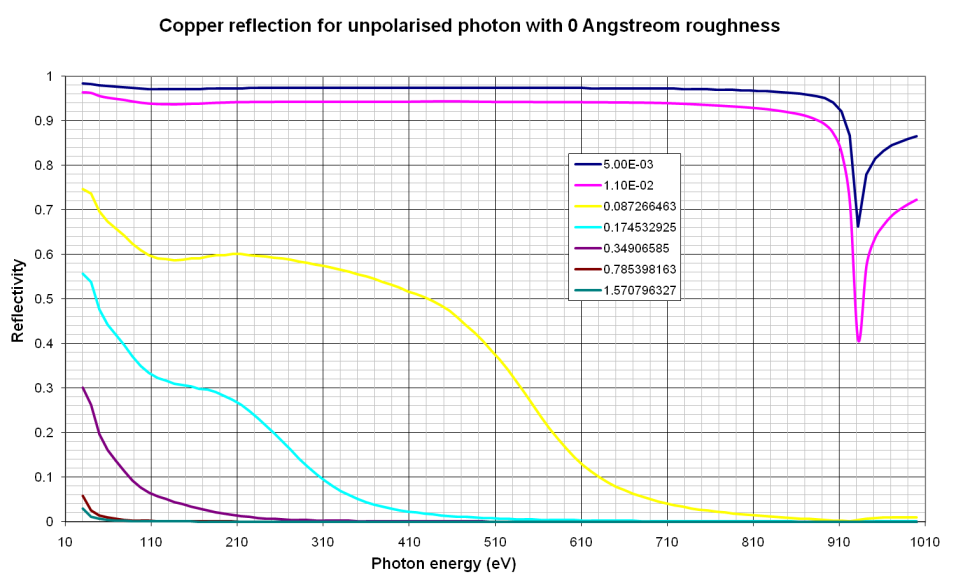 Copper reflection for unpolarised photon with 0 Angstreom roughness
1
0.9
0.8
0.7
0.6
0.5
0.4
0.3
0.2
0.1
0
Reflectivity
5.00E-03
1.10E-02
0.087266463
0.174532925
0.34906585
0.785398163
1.570796327
10 110 210 310 410 510 610 710 810 910 1010
Photon energy (eV)